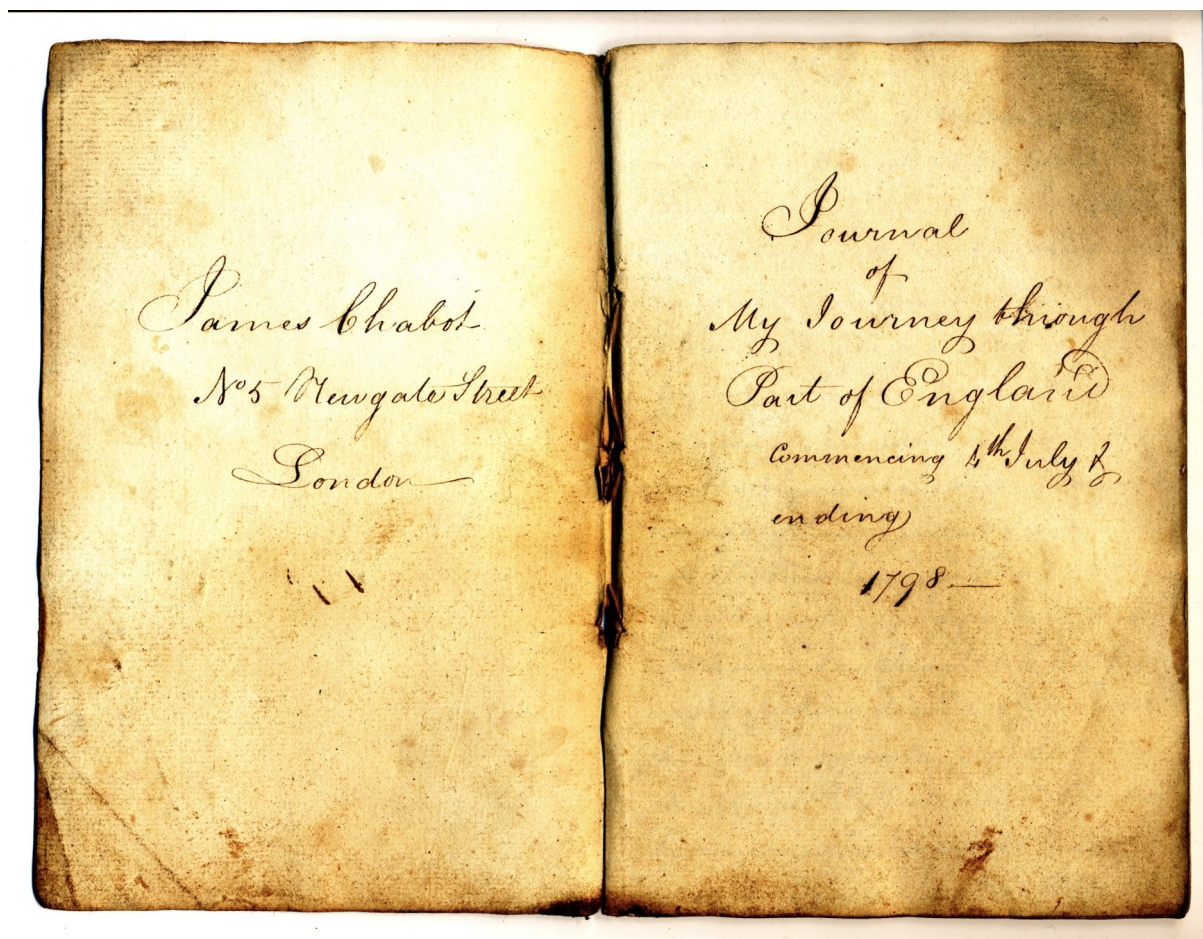 James Chabot
No 5 Newgate Street
London
Journal
of
My Journey through
Part of England
Commencing 4th July &
ending
1798 —